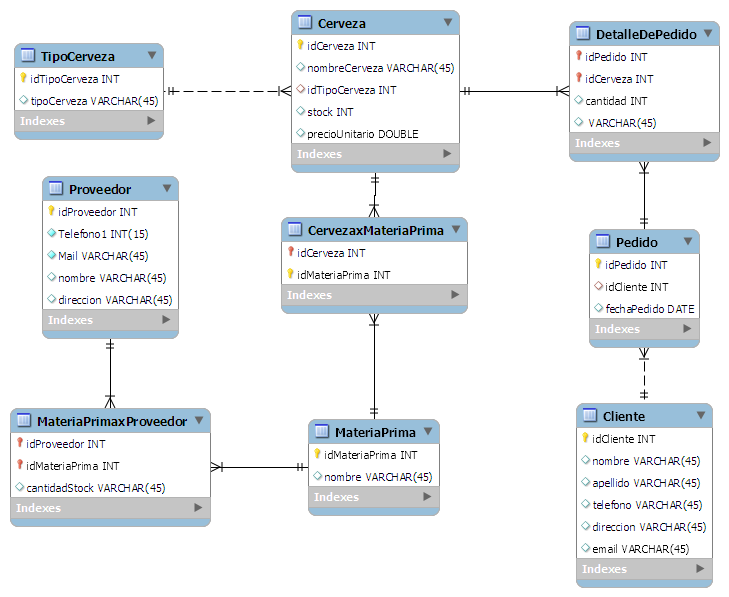 TipoCerveza
idTipoCerveza INT
tipoCerveza VARCHAR(45)
Indexes
Cerveza
idCerveza INT
nombreCerveza VARCHAR(45)
idTipoCerveza INT
stock INT
precioUnitario DOUBLE
Indexes
DetalleDePedido
idPedido INT
idCerveza INT
cantidad INT
VARCHAR(45)
Indexes
Proveedor
idProveedor INT
Telefono1 INT(15)
Mail VARCHAR(45)
nombre VARCHAR(45)
direccion VARCHAR(45)
Indexes
CervezaxMateriaPrima
idCerveza INT
idMateriaPrima INT
Indexes
Pedido
idPedido INT
idCliente INT
fechaPedido DATE
Indexes
MateriaPrimaxProveedor
idProveedor INT
idMateriaPrima INT
cantidadStock VARCHAR(45)
Indexes
MateriaPrima
idMateriaPrima INT
nombre VARCHAR(45)
Indexes
Cliente
idCliente INT
nombre VARCHAR(45)
apellido VARCHAR(45)
telefono VARCHAR(45)
direccion VARCHAR(45)
email VARCHAR(45)
Indexes